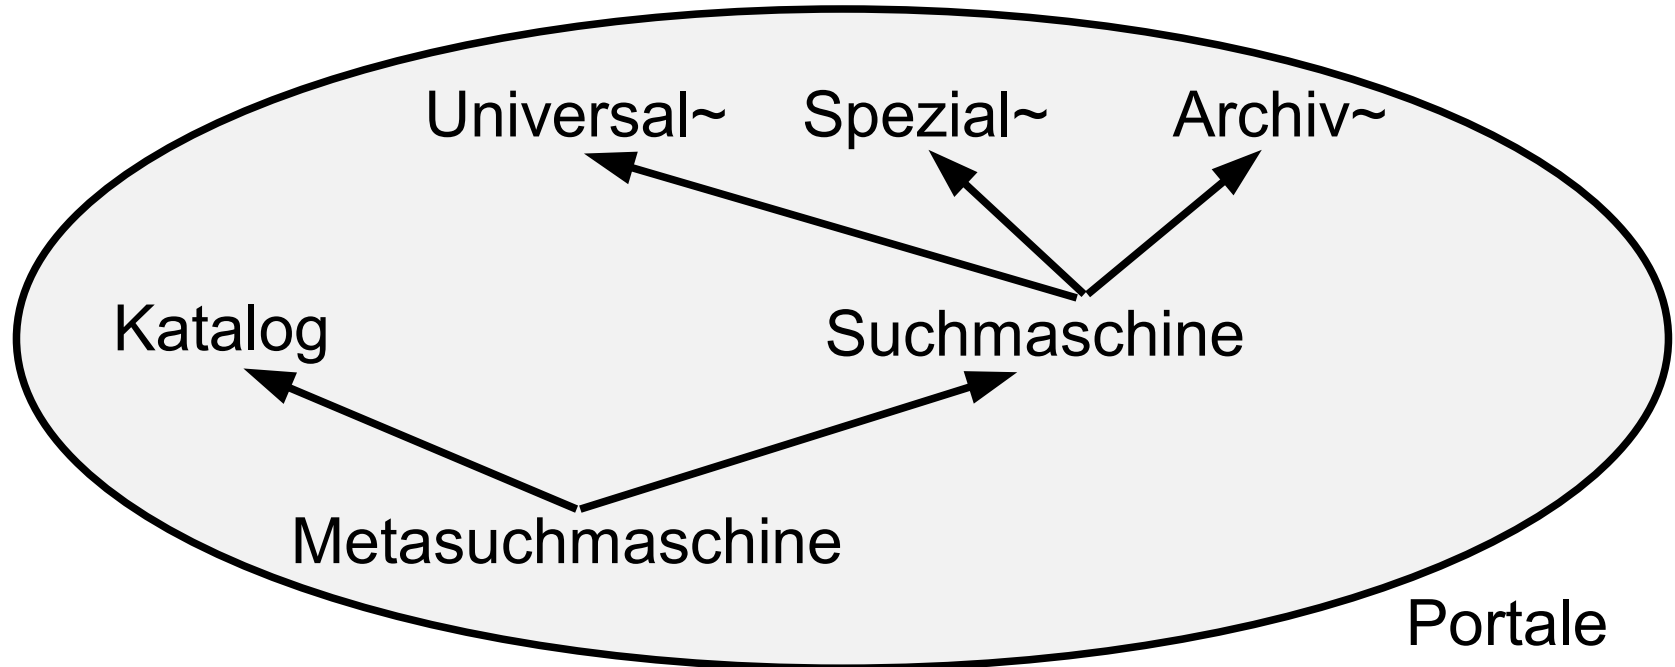 Universal~ Spezial~ Archiv~
Katalog Suchmaschine
Metasuchmaschine
Portale